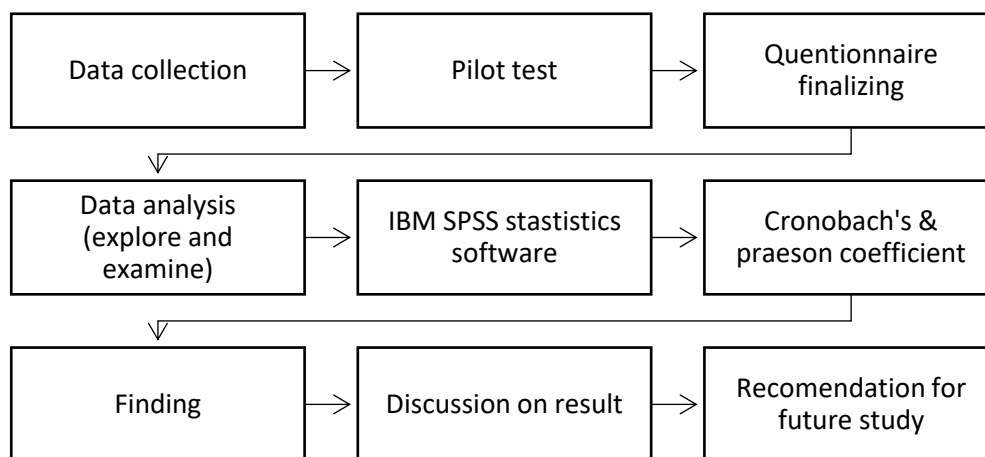 Data collection
Pilot test
Quentionnaire
finalizing
Data analysis
(explore and
examine)
IBM SPSS stastistics
software
Cronobach's &
praeson coefficient
Finding
Discussion on result
Recomendation for
future study